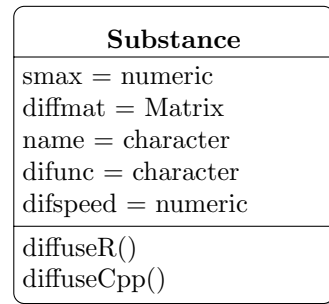 Substance
smax = numeric
diffmat = Matrix
name = character
difunc = character
difspeed = numeric
diffuseR()
diffuseCpp()